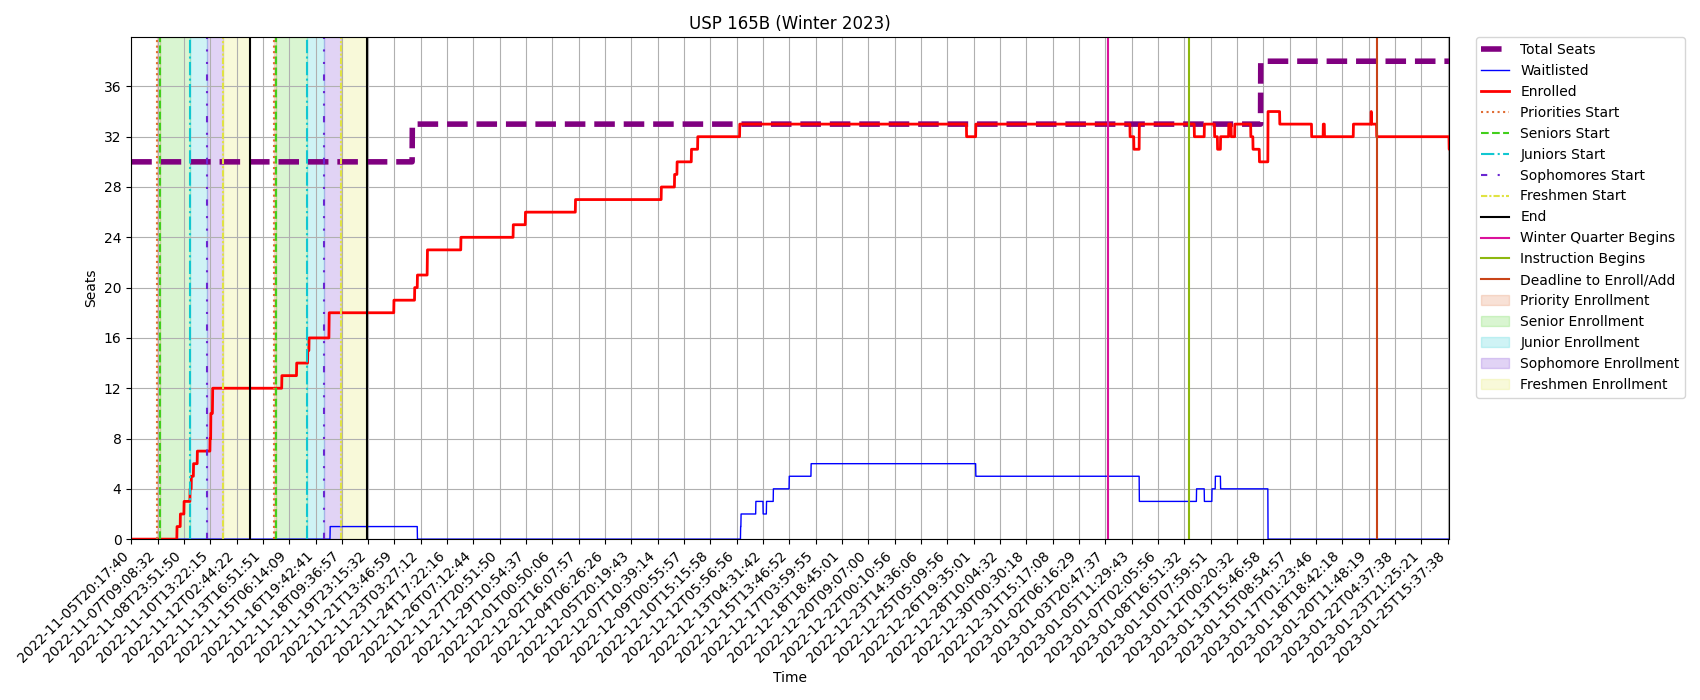 USP 165B (Winter 2023)
Total Seats
Waitlisted
Enrolled
Priorities Start
Seniors Start
Juniors Start
Sophomores Start
Freshmen Start
End
Winter Quarter Begins
Instruction Begins
Deadline to Enroll/Add
Priority Enrollment
Senior Enrollment
Junior Enrollment
Sophomore Enrollment
Freshmen Enrollment
Seats
36
32
28
24
20
16
12
8
4
0
2022-11-05T20:17:40
2022-11-07T09:08:32
2022-11-08T23:51:50
2022-11-10T13:22:15
2022-11-12T02:44:22
2022-11-13T16:51:51
2022-11-15T06:14:09
2022-11-16T19:42:41
2022-11-18T09:36:57
2022-11-19T23:15:32
2022-11-21T13:46:59
2022-11-23T03:27:12
2022-11-24T17:22:16
2022-11-26T07:12:44
2022-11-27T20:51:50
2022-11-29T10:54:37
2022-12-01T00:50:06
2022-12-02T16:07:57
2022-12-04T06:26:26
2022-12-05T20:19:43
2022-12-07T10:39:14
2022-12-09T00:55:57
2022-12-10T15:15:58
2022-12-12T05:56:56
2022-12-13T04:31:42
2022-12-15T13:46:52
2022-12-17T03:59:55
2022-12-18T18:45:01
2022-12-20T09:07:00
2022-12-22T00:10:56
2022-12-23T14:36:06
2022-12-25T05:09:56
2022-12-26T19:35:01
2022-12-28T10:04:32
2022-12-30T00:30:18
2022-12-31T15:17:08
2023-01-02T06:16:29
2023-01-03T20:47:37
2023-01-05T11:29:43
2023-01-07T02:05:56
2023-01-08T16:51:32
2023-01-10T07:59:51
2023-01-12T00:20:32
2023-01-13T15:46:58
2023-01-15T08:54:57
2023-01-17T01:23:46
2023-01-18T18:42:18
2023-01-20T11:48:19
2023-01-22T04:37:38
2023-01-23T21:25:21
2023-01-25T15:37:38
Time